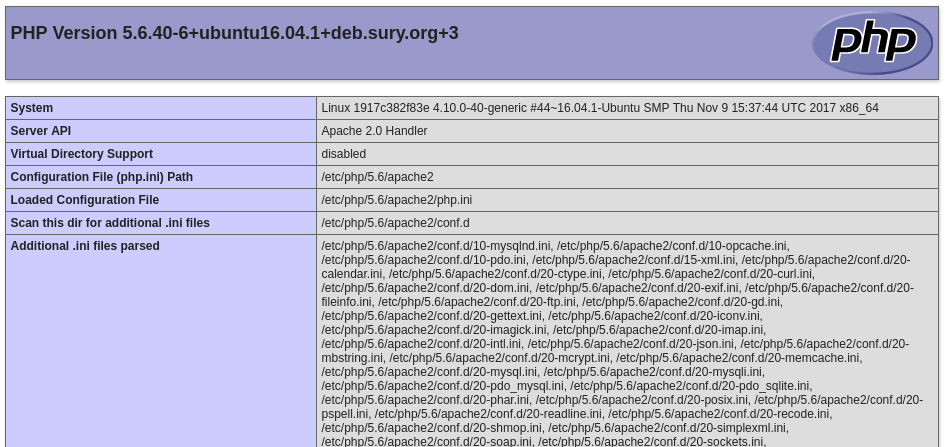 PHP Version 5.6.40-6+ubuntu16.04.1+deb.sury.org+3
php
System Linux 1917c382f83e 4.10.0-40-generic #44~16.04.1-Ubuntu SMP Thu Nov 9 15:37:44 UTC 2017 x86_64
Server API Apache 2.0 Handler
Virtual Directory Support disabled
Configuration File (php.ini) Path /etc/php/5.6/apache2
Loaded Configuration File /etc/php/5.6/apache2/php.ini
Scan this dir for additional .ini files /etc/php/5.6/apache2/conf.d
Additional .ini files parsed /etc/php/5.6/apache2/conf.d/10-mysqlnd.ini, /etc/php/5.6/apache2/conf.d/10-opcache.ini,
/etc/php/5.6/apache2/conf.d/10-pdo.ini, /etc/php/5.6/apache2/conf.d/15-xml.ini, /etc/php/5.6/apache2/conf.d/20-
calendar.ini, /etc/php/5.6/apache2/conf.d/20-ctype.ini, /etc/php/5.6/apache2/conf.d/20-curl.ini,
/etc/php/5.6/apache2/conf.d/20-dom.ini, /etc/php/5.6/apache2/conf.d/20-exif.ini, /etc/php/5.6/apache2/conf.d/20-
fileinfo.ini, /etc/php/5.6/apache2/conf.d/20-ftp.ini, /etc/php/5.6/apache2/conf.d/20-gd.ini,
/etc/php/5.6/apache2/conf.d/20-gettext.ini, /etc/php/5.6/apache2/conf.d/20-iconv.ini,
/etc/php/5.6/apache2/conf.d/20-imagick.ini, /etc/php/5.6/apache2/conf.d/20-imap.ini,
/etc/php/5.6/apache2/conf.d/20-intl.ini, /etc/php/5.6/apache2/conf.d/20-json.ini, /etc/php/5.6/apache2/conf.d/20-
mbstring.ini, /etc/php/5.6/apache2/conf.d/20-mcrypt.ini, /etc/php/5.6/apache2/conf.d/20-memcache.ini,
/etc/php/5.6/apache2/conf.d/20-mysql.ini, /etc/php/5.6/apache2/conf.d/20-mysqli.ini,
/etc/php/5.6/apache2/conf.d/20-pdo_mysql.ini, /etc/php/5.6/apache2/conf.d/20-pdo_sqlite.ini,
/etc/php/5.6/apache2/conf.d/20-phar.ini, /etc/php/5.6/apache2/conf.d/20-posix.ini, /etc/php/5.6/apache2/conf.d/20-
pspell.ini, /etc/php/5.6/apache2/conf.d/20-readline.ini, /etc/php/5.6/apache2/conf.d/20-recode.ini,
/etc/php/5.6/apache2/conf.d/20-shmop.ini, /etc/php/5.6/apache2/conf.d/20-simplexml.ini,
/etc/php/5.6/apache2/conf.d/20-soap.ini, /etc/php/5.6/apache2/conf.d/20-sockets.ini,